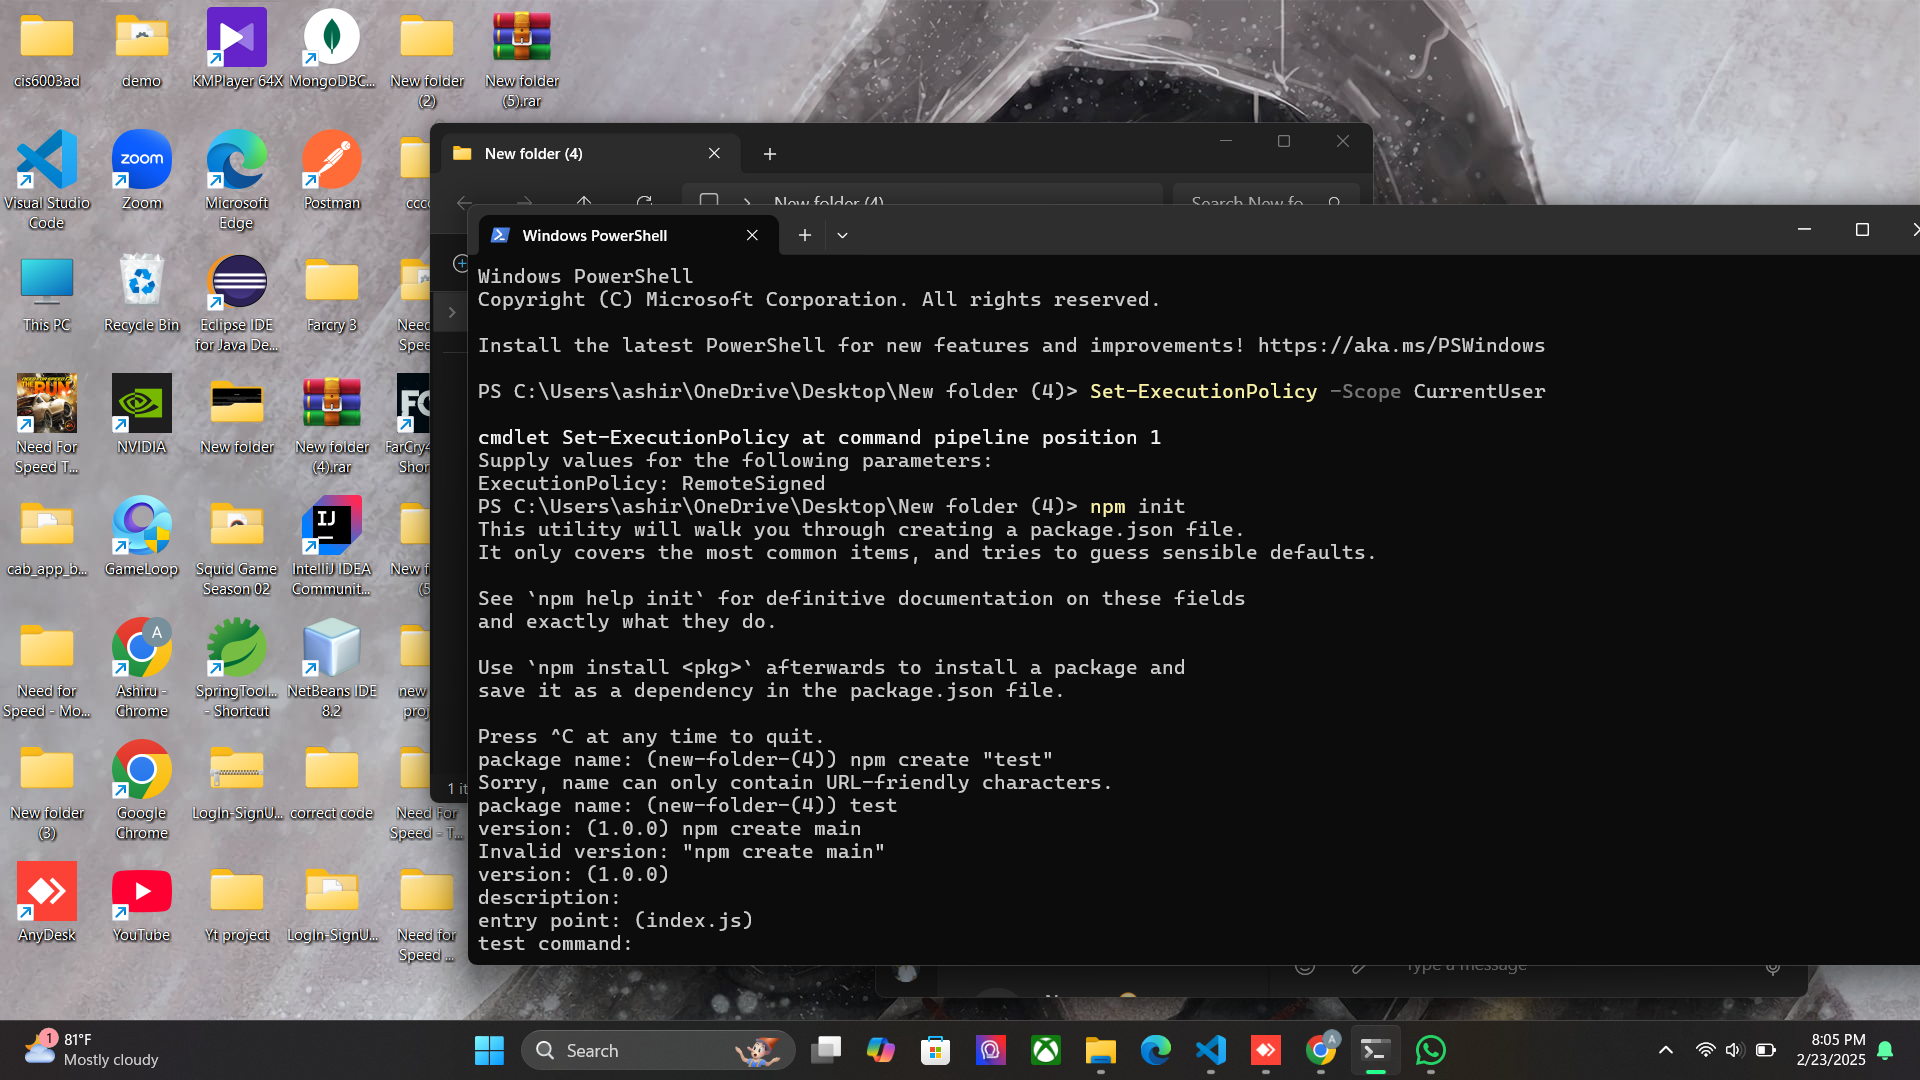 cis6003ad
demo
KMPlayer 64X
MongoDBC...
New folder (2)
New folder (5).rar
Visual Studio Code
zoom
Zoom
Microsoft Edge
Postman
Eclipse IDE for Java De...
This PC
Recycle Bin
Farcry 3
Need For Speed T...
NVIDIA
New folder
New folder (4).rar
cab_app_b...
GameLoop
Squid Game Season 02
IJ
IntelliJ IDEA Communit...
Need for Speed - Mo...
A
Ashiru - Chrome
SpringTool... - Shortcut
NetBeans IDE 8.2
New folder (3)
Google Chrome
LogIn-SignU...
correct code
Need For Speed - T...
AnyDesk
YouTube
Yt project
LogIn-SignU...
Need for Speed ...
New folder (4)
New folder (4)
Search New fo
Windows PowerShell
Windows PowerShell
Copyright (C) Microsoft Corporation. All rights reserved.
Install the latest PowerShell for new features and improvements! https://aka.ms/PSWindows
PS C:\Users\ashir\OneDrive\Desktop\New folder (4)> Set-ExecutionPolicy -Scope CurrentUser
cmdlet Set-ExecutionPolicy at command pipeline position 1
Supply values for the following parameters:
ExecutionPolicy: RemoteSigned
PS C:\Users\ashir\OneDrive\Desktop\New folder (4)> npm init
This utility will walk you through creating a package.json file.
It only covers the most common items, and tries to guess sensible defaults.
See `npm help init` for definitive documentation on these fields
and exactly what they do.
Use `npm install <pkg>` afterwards to install a package and
save it as a dependency in the package.json file.
Press ^C at any time to quit.
package name: (new-folder-(4)) npm create "test"
Sorry, name can only contain URL-friendly characters.
package name: (new-folder-(4)) test
version: (1.0.0) npm create main
Invalid version: "npm create main"
version: (1.0.0)
description:
entry point: (index.js)
test command:
Type a message
1
81°F
Mostly cloudy
Search
A
8:05 PM
2/23/2025